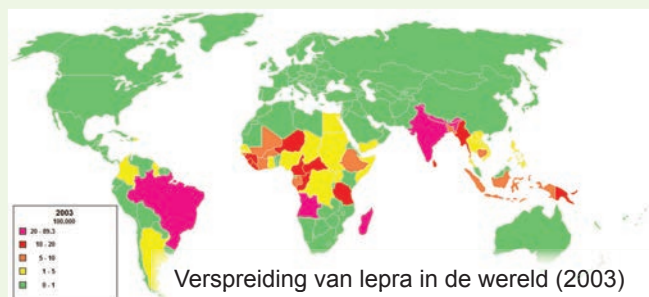 2003
100.000
20 - 89.3
10 - 20
5 - 10
1 - 5
0 - 1
Verspreiding van lepra in de wereld (2003)